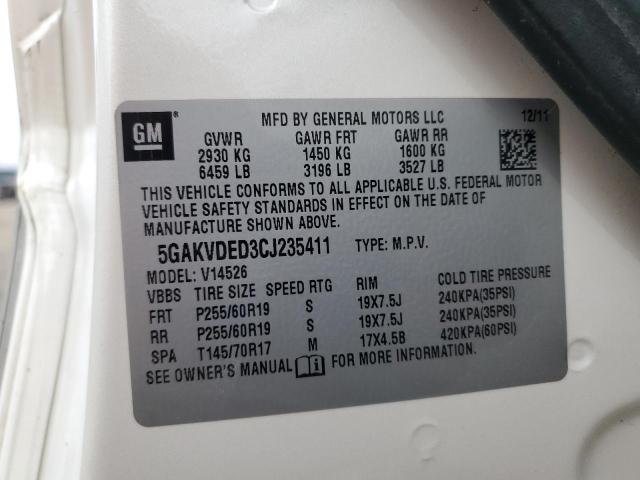 GM ®
MFD BY GENERAL MOTORS LLC 12/11
GVWR GAWR FRT GAWR RR
2930 KG 1450 KG 1600 KG
6459 LB 3196 LB 3527 LB
THIS VEHICLE CONFORMS TO ALL APPLICABLE U.S. FEDERAL MOTOR
VEHICLE SAFETY STANDARDS IN EFFECT ON THE DATE OF
MANUFACTURE SHOWN ABOVE.
5GAKVDED3CJ235411 TYPE: M.P.V.
MODEL: V14526
VBBS TIRE SIZE SPEED RTG RIM COLD TIRE PRESSURE
FRT P255/60R19 S 19X7.5J 240KPA(35PSI)
RR P255/60R19 S 19X7.5J 240KPA(35PSI)
SPA T145/70R17 M 17X4.5B 420KPA(60PSI)
SEE OWNER'S MANUAL FOR MORE INFORMATION.